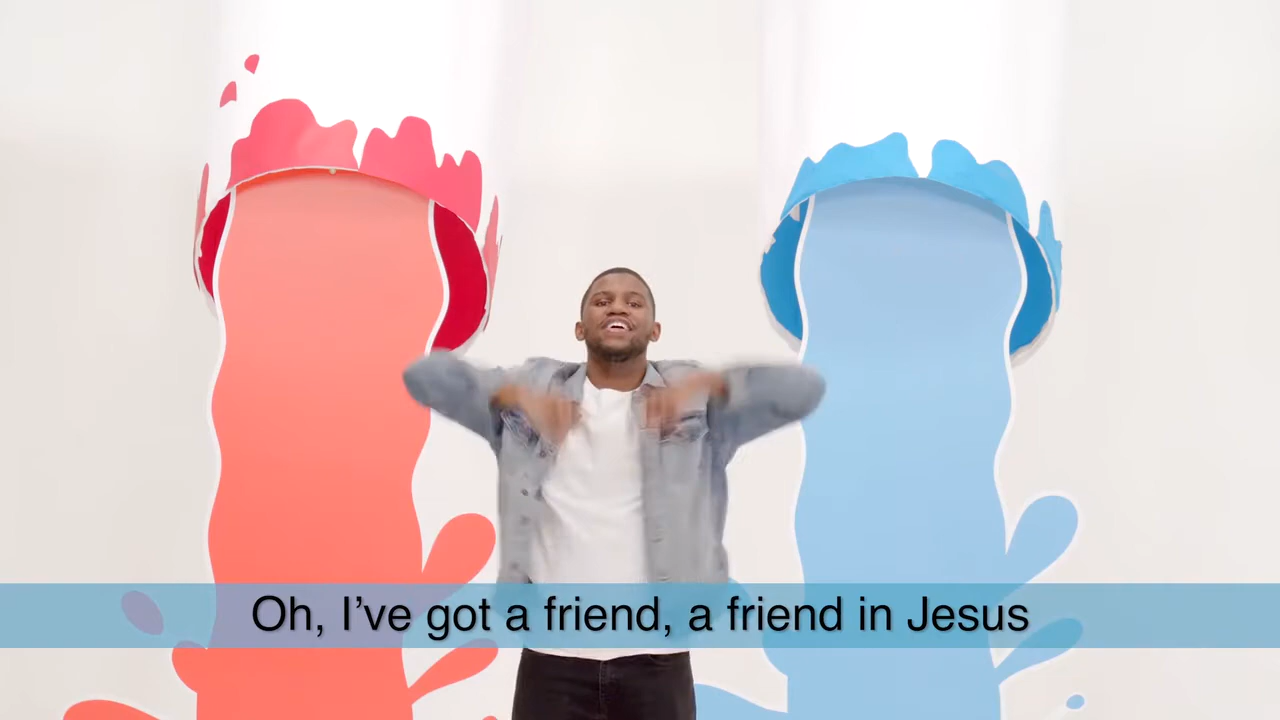 Oh, I’ve got a friend, a friend in Jesus